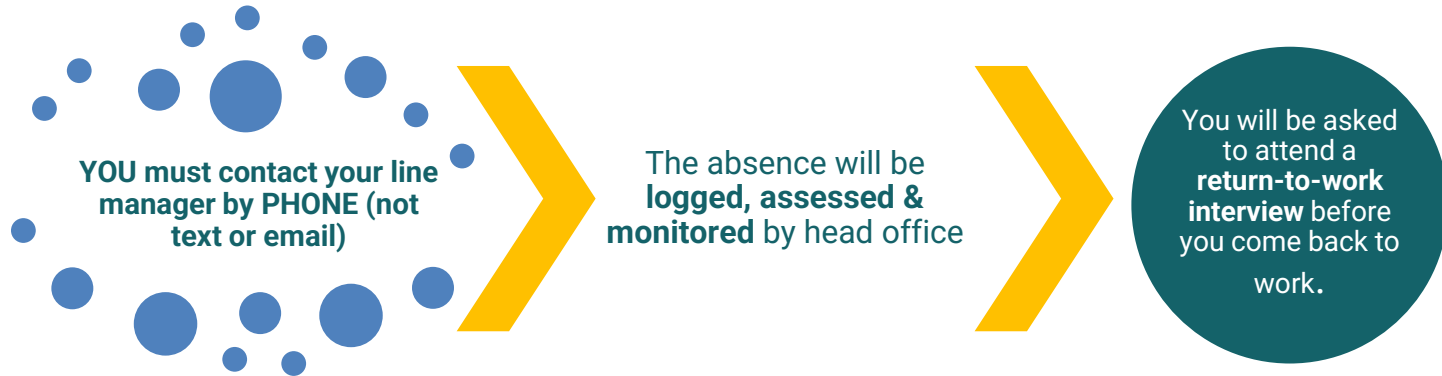 YOU must contact your line
manager by PHONE (not
text or email)
The absence will be
logged, assessed &
monitored by head office
You will be asked
to attend a
return-to-work
interview before
you come back to
work.